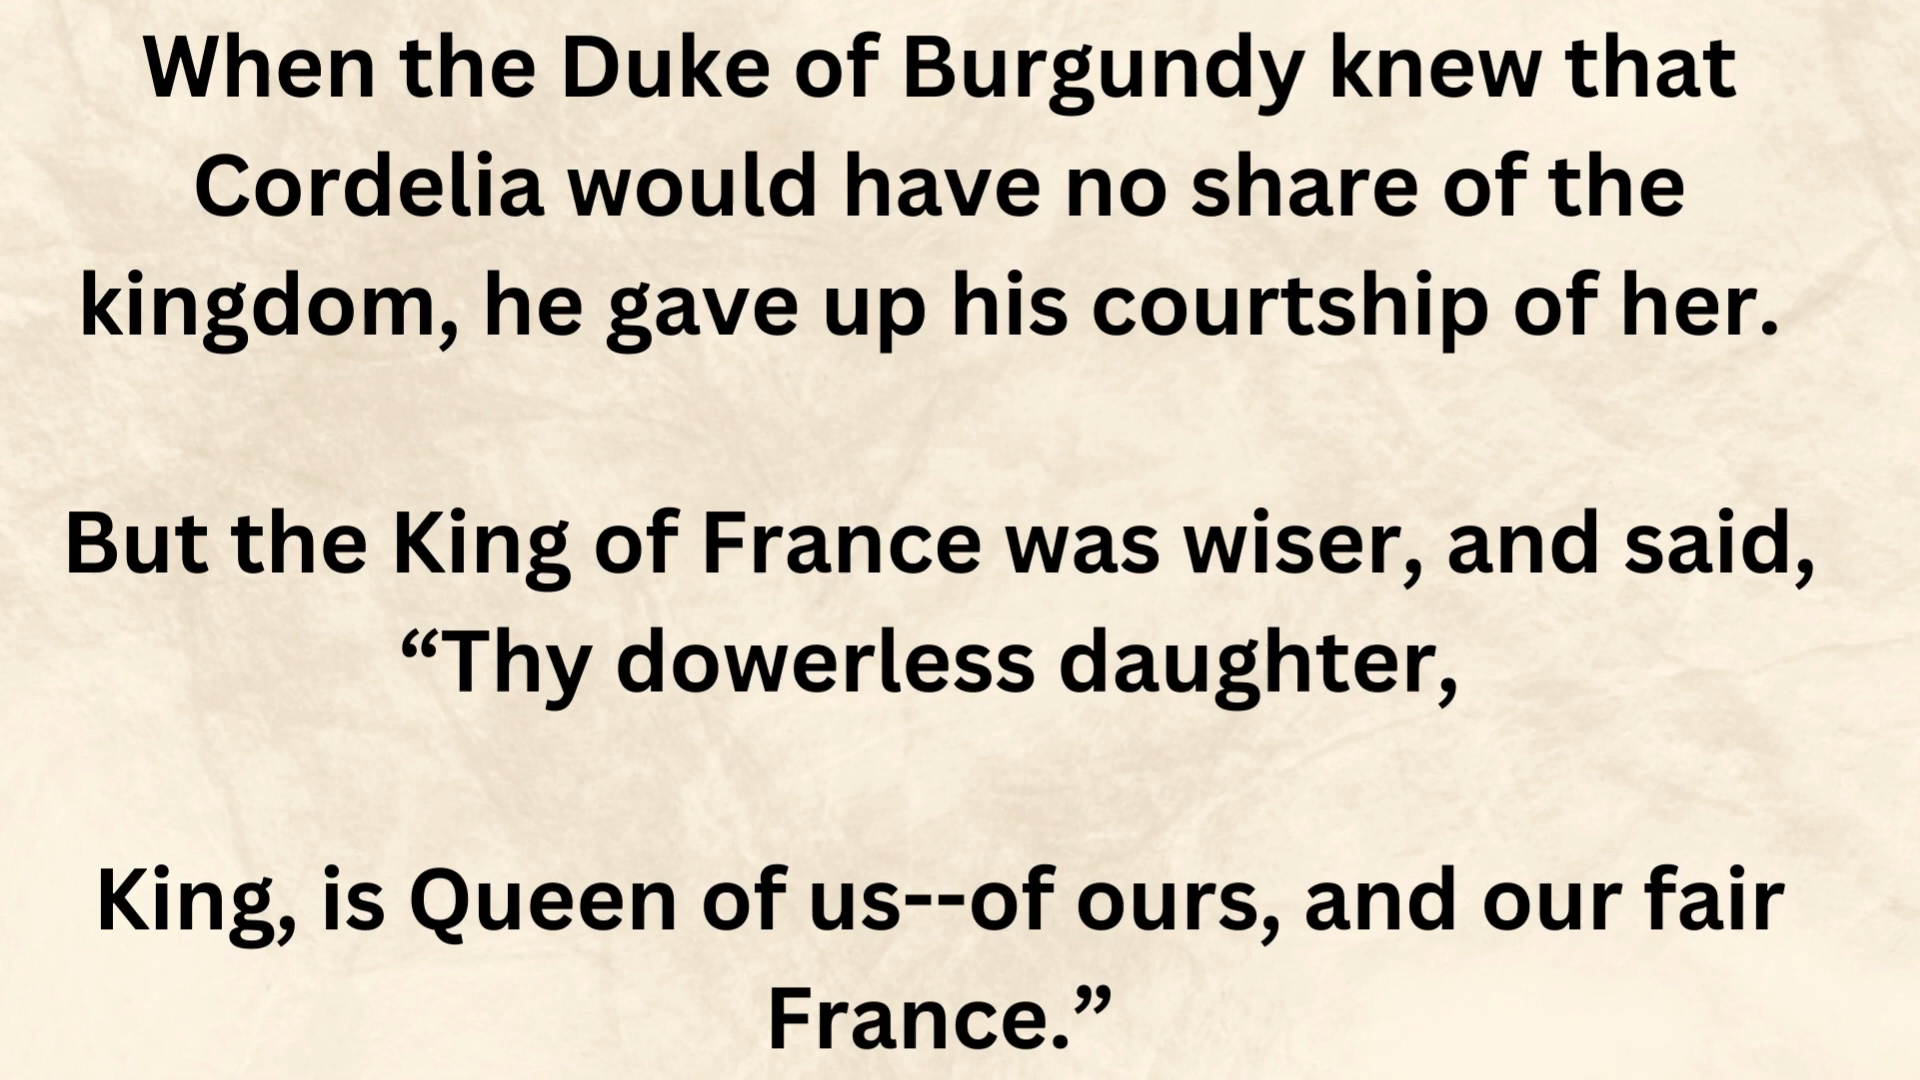 When the Duke of Burgundy knew that
Cordelia would have no share of the
kingdom, he gave up his courtship of her.
But the King of France was wiser, and said,
“Thy dowerless daughter,
King, is Queen of us--of ours, and our fair
France.”